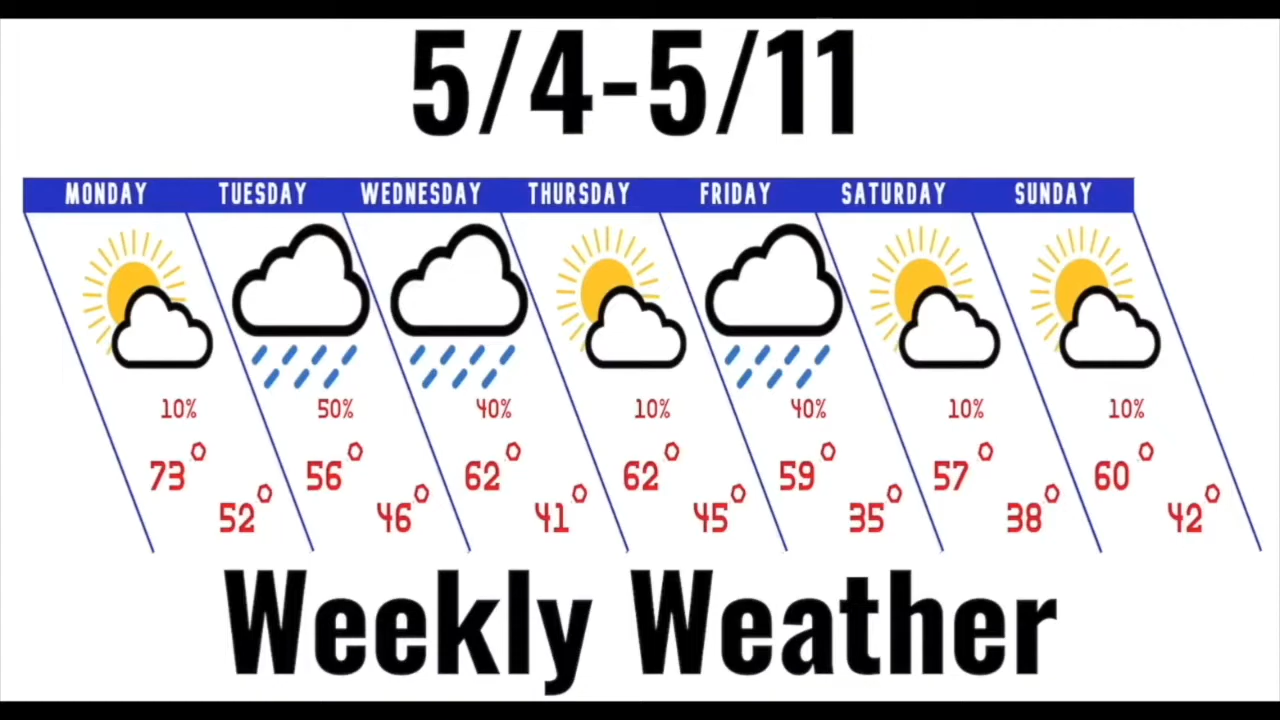 5/4-5/11
MONDAY TUESDAY WEDNESDAY THURSDAY FRIDAY SATURDAY SUNDAY
10% 50% 40% 10% 40% 10% 10%
73° 56° 62° 62° 59° 57° 60°
52° 46° 41° 45° 35° 38° 42°
Weekly Weather